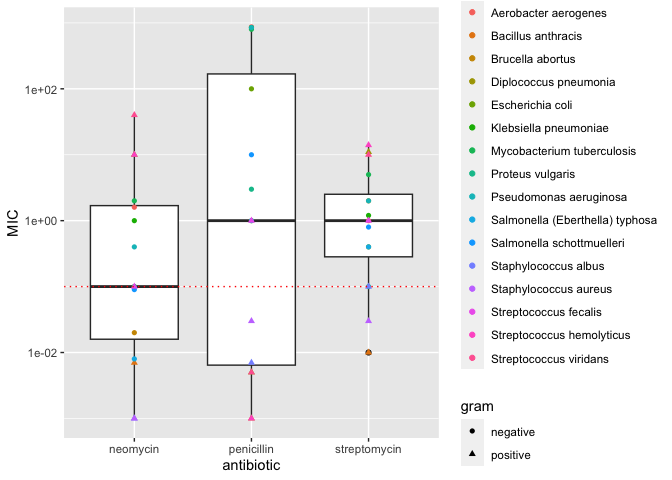 MIC
1e+02
1e+00
1e-02
neomycin
penicillin
streptomycin
antibiotic
Aerobacter aerogenes
Bacillus anthracis
Brucella abortus
Diplococcus pneumonia
Escherichia coli
Klebsiella pneumoniae
Mycobacterium tuberculosis
Proteus vulgaris
Pseudomonas aeruginosa
Salmonella (Eberthella) typhosa
Salmonella schottmuelleri
Staphylococcus albus
Staphylococcus aureus
Streptococcus fecalis
Streptococcus hemolyticus
Streptococcus viridans
gram
negative
positive